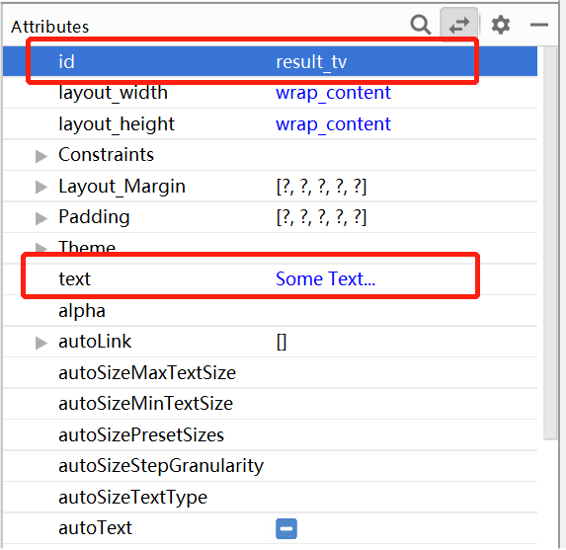 Attributes
id result_tv
layout_width wrap_content
layout_height wrap_content
Constraints
Layout_Margin [?, ?, ?, ?, ?]
Padding [?, ?, ?, ?, ?]
Theme
text Some Text...
alpha
autoLink []
autoSizeMaxTextSize
autoSizeMinTextSize
autoSizePresetSizes
autoSizeStepGranularity
autoSizeTextType
autoText